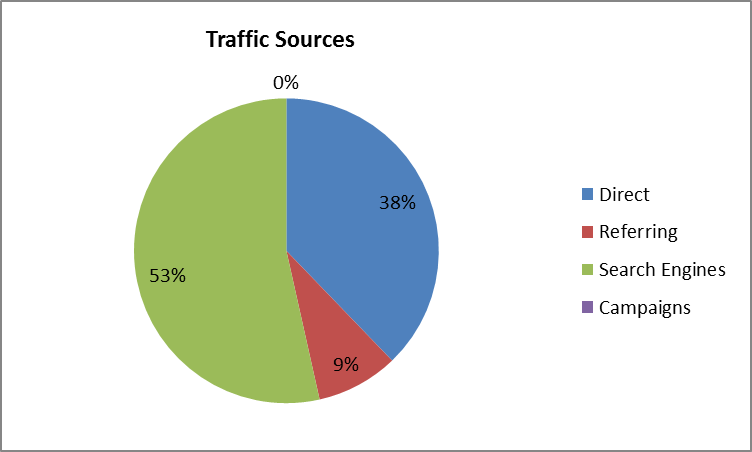 Traffic Sources
0%
38%
53%
9%
Direct
Referring
Search Engines
Campaigns